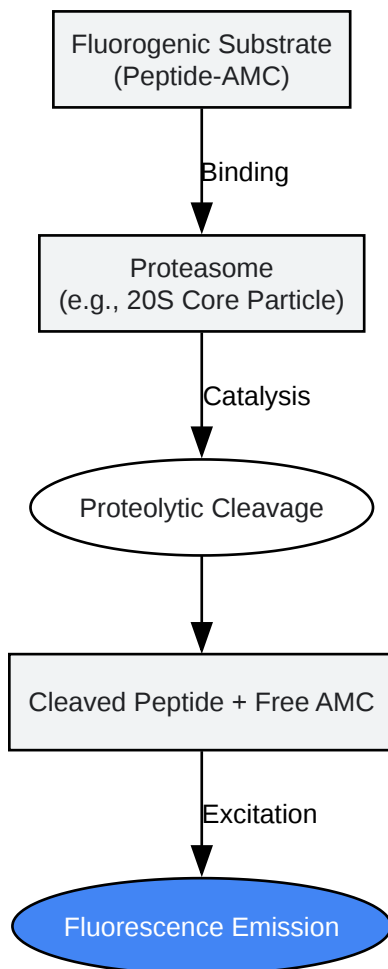 Fluorogenic Substrate
(Peptide-AMC)
Binding
Proteasome
(e.g., 20S Core Particle)
Catalysis
Proteolytic Cleavage
Cleaved Peptide + Free AMC
Excitation
Fluorescence Emission